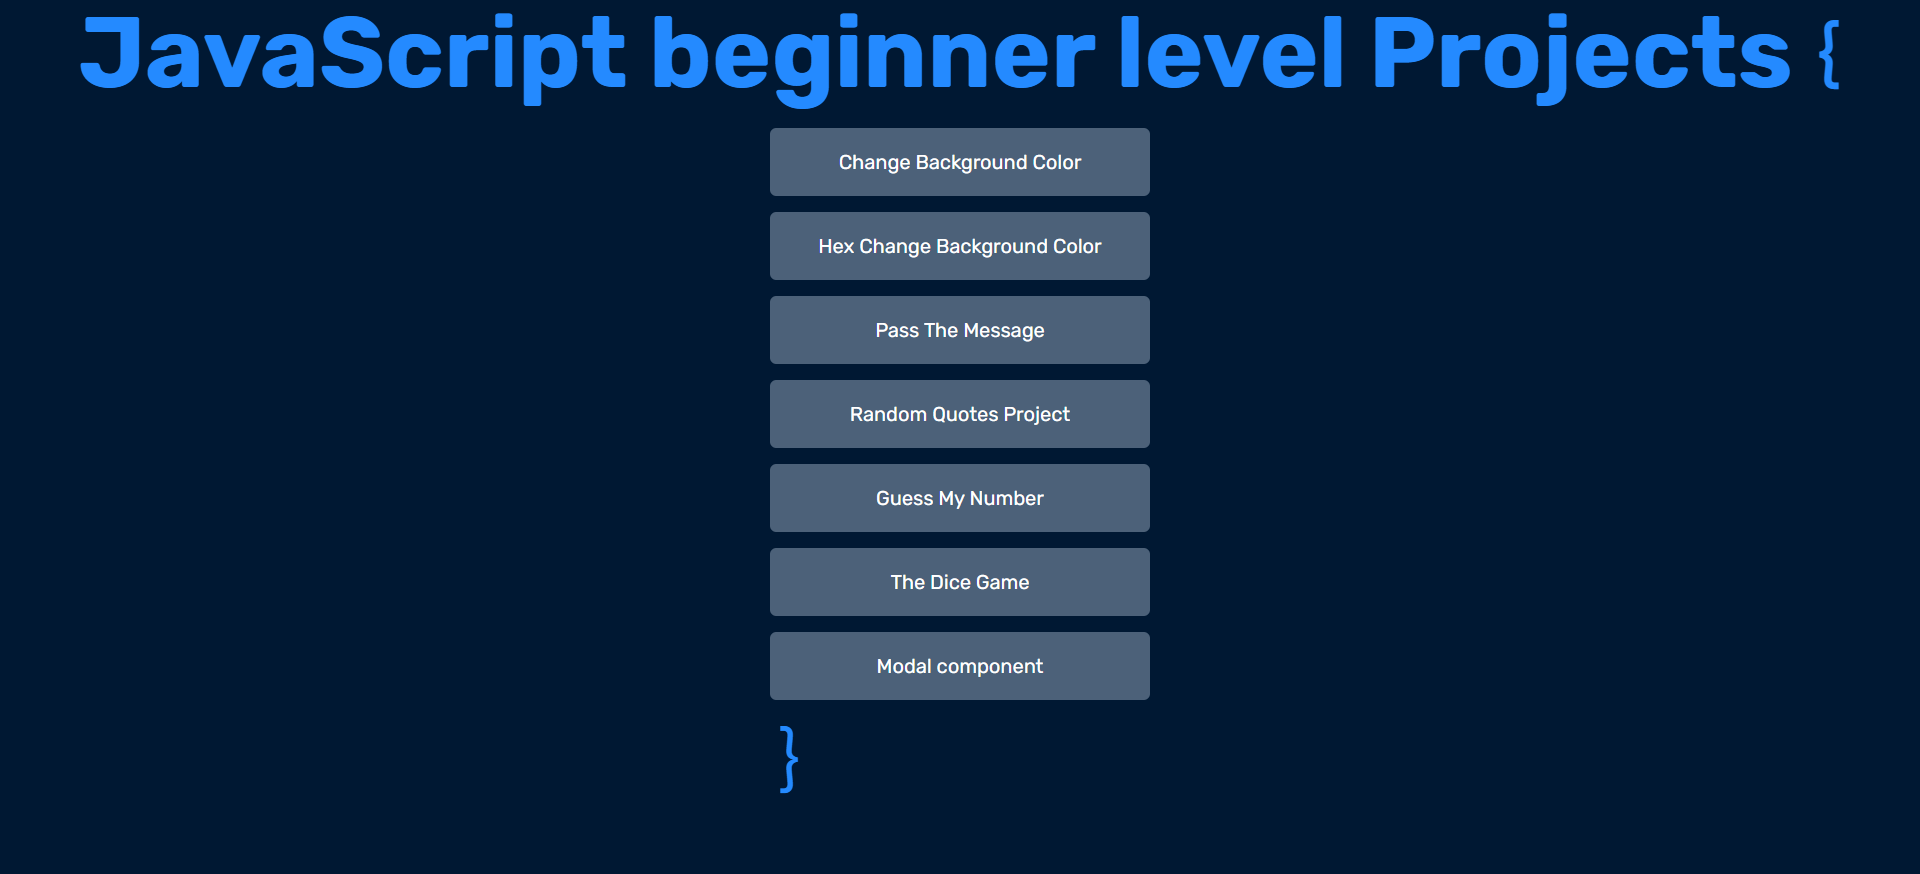 JavaScript beginner level Projects {
Change Background Color
Hex Change Background Color
Pass The Message
Random Quotes Project
Guess My Number
The Dice Game
Modal component
}